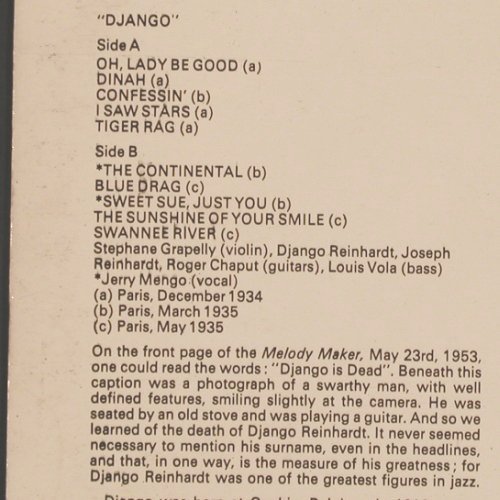 "DJANGO"
Side A
OH, LADY BE GOOD (a)
DINAH (a)
CONFESSIN' (b)
I SAW STARS (a)
TIGER RAG (a)
Side B
*THE CONTINENTAL (b)
BLUE DRAG (c)
*SWEET SUE, JUST YOU (b)
THE SUNSHINE OF YOUR SMILE (c)
SWANNEE RIVER (c)
Stephane Grapelly (violin), Django Reinhardt, Joseph
Reinhardt, Roger Chaput (guitars), Louis Vola (bass)
*Jerry Mengo (vocal)
(a) Paris, December 1934
(b) Paris, March 1935
(c) Paris, May 1935
On the front page of the Melody Maker, May 23rd, 1953,
one could read the words : "Django is Dead". Beneath this
caption was a photograph of a swarthy man, with well
defined features, smiling slightly at the camera. He was
seated by an old stove and was playing a guitar. And so we
learned of the death of Django Reinhardt. It never seemed
necessary to mention his surname, even in the headlines,
and that, in one way, is the measure of his greatness ; for
Django Reinhardt was one of the greatest figures in jazz.